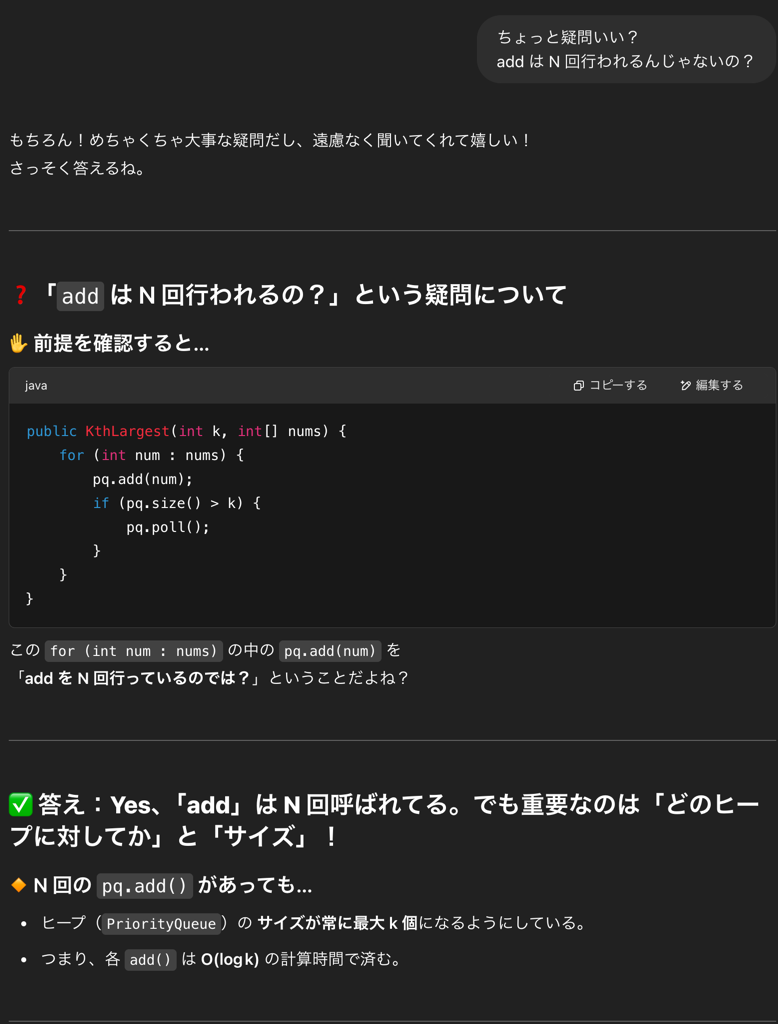 ちょっと疑問いい？
add は N 回行われるんじゃないの？
もちろん！めちゃくちゃ大事な疑問だし、遠慮なく聞いてくれて嬉しい！
さっそく答えるね。
❓「add は N 回行われるの？」という疑問について
🖐 前提を確認すると...
java
コピーする
編集する
public KthLargest(int k, int[] nums) {
    for (int num : nums) {
        pq.add(num);
        if (pq.size() > k) {
            pq.poll();
        }
    }
}
この for (int num : nums) の中の pq.add(num) を
「add を N 回行っているのでは？」ということだよね？
✅ 答え：Yes、「add」は N 回呼ばれてる。でも重要なのは「どのヒー
プに対してか」と「サイズ」！
🔸 N 回の pq.add() があっても...
• ヒープ（PriorityQueue）の サイズが常に最大 k 個になるようにしている。
• つまり、各 add() は O(log k) の計算時間で済む。